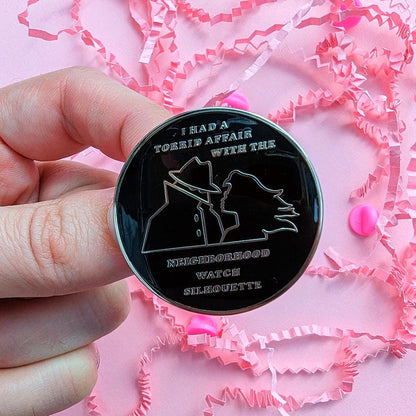 I HAD A
TORRID AFFAIR
WITH THE
NEIGHBORHOOD
WATCH
SILHOUETTE